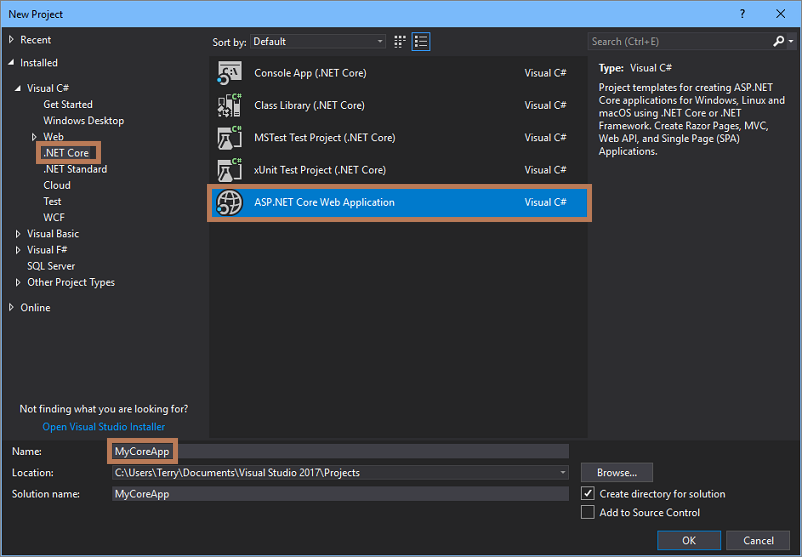 New Project
?
Recent
Installed
Visual C#
Get Started
Windows Desktop
Web
.NET Core
.NET Standard
Cloud
Test
WCF
Visual Basic
Visual F#
SQL Server
Other Project Types
Online
Not finding what you are looking for?
Open Visual Studio Installer
Sort by: Default
Console App (.NET Core) Visual C#
Class Library (.NET Core) Visual C#
MSTest Test Project (.NET Core) Visual C#
xUnit Test Project (.NET Core) Visual C#
ASP.NET Core Web Application Visual C#
Search (Ctrl+E)
Type: Visual C#
Project templates for creating ASP.NET
Core applications for Windows, Linux and
macOS using .NET Core or .NET
Framework. Create Razor Pages, MVC,
Web API, and Single Page (SPA)
Applications.
Name: MyCoreApp
Location: C:\Users\Terry\Documents\Visual Studio 2017\Projects
Browse...
Solution name: MyCoreApp
Create directory for solution
Add to Source Control
OK Cancel